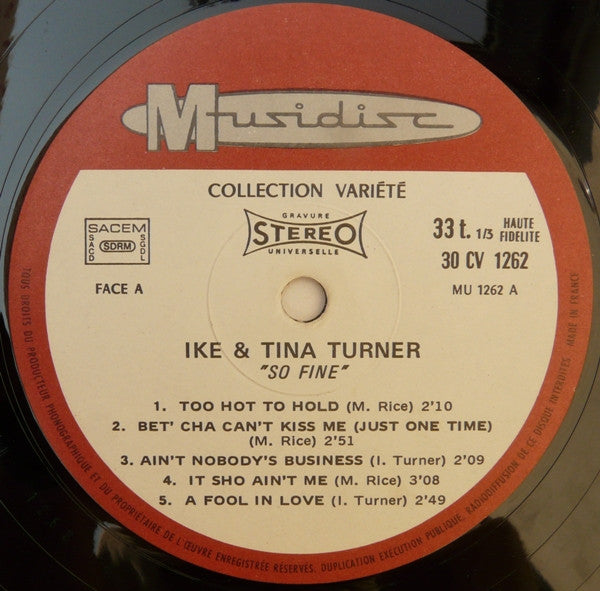 Musidisc
COLLECTION VARIÉTÉ
GRAVURE
STEREO
UNIVERSELLE
SACEM
SACD
SDRM
SGDL
33 t. 1/3 HAUTE FIDELITE
30 CV 1262
FACE A
MU 1262 A
IKE & TINA TURNER
"SO FINE"
1. TOO HOT TO HOLD (M. Rice) 2'10
2. BET' CHA CAN'T KISS ME (JUST ONE TIME)
(M. Rice) 2'51
3. AIN'T NOBODY'S BUSINESS (I. Turner) 2'09
4. IT SHO AIN'T ME (M. Rice) 3'08
5. A FOOL IN LOVE (I. Turner) 2'49
TOUS DROITS DU PRODUCTEUR PHONOGRAPHIQUE ET DU PROPRIETAIRE DE L'ŒUVRE ENREGISTRÉE RÉSERVÉS. DUPLICATION EXECUTION PUBLIQUE, RADIODIFFUSION DE CE DISQUE INTERDITES . MADE IN FRANCE